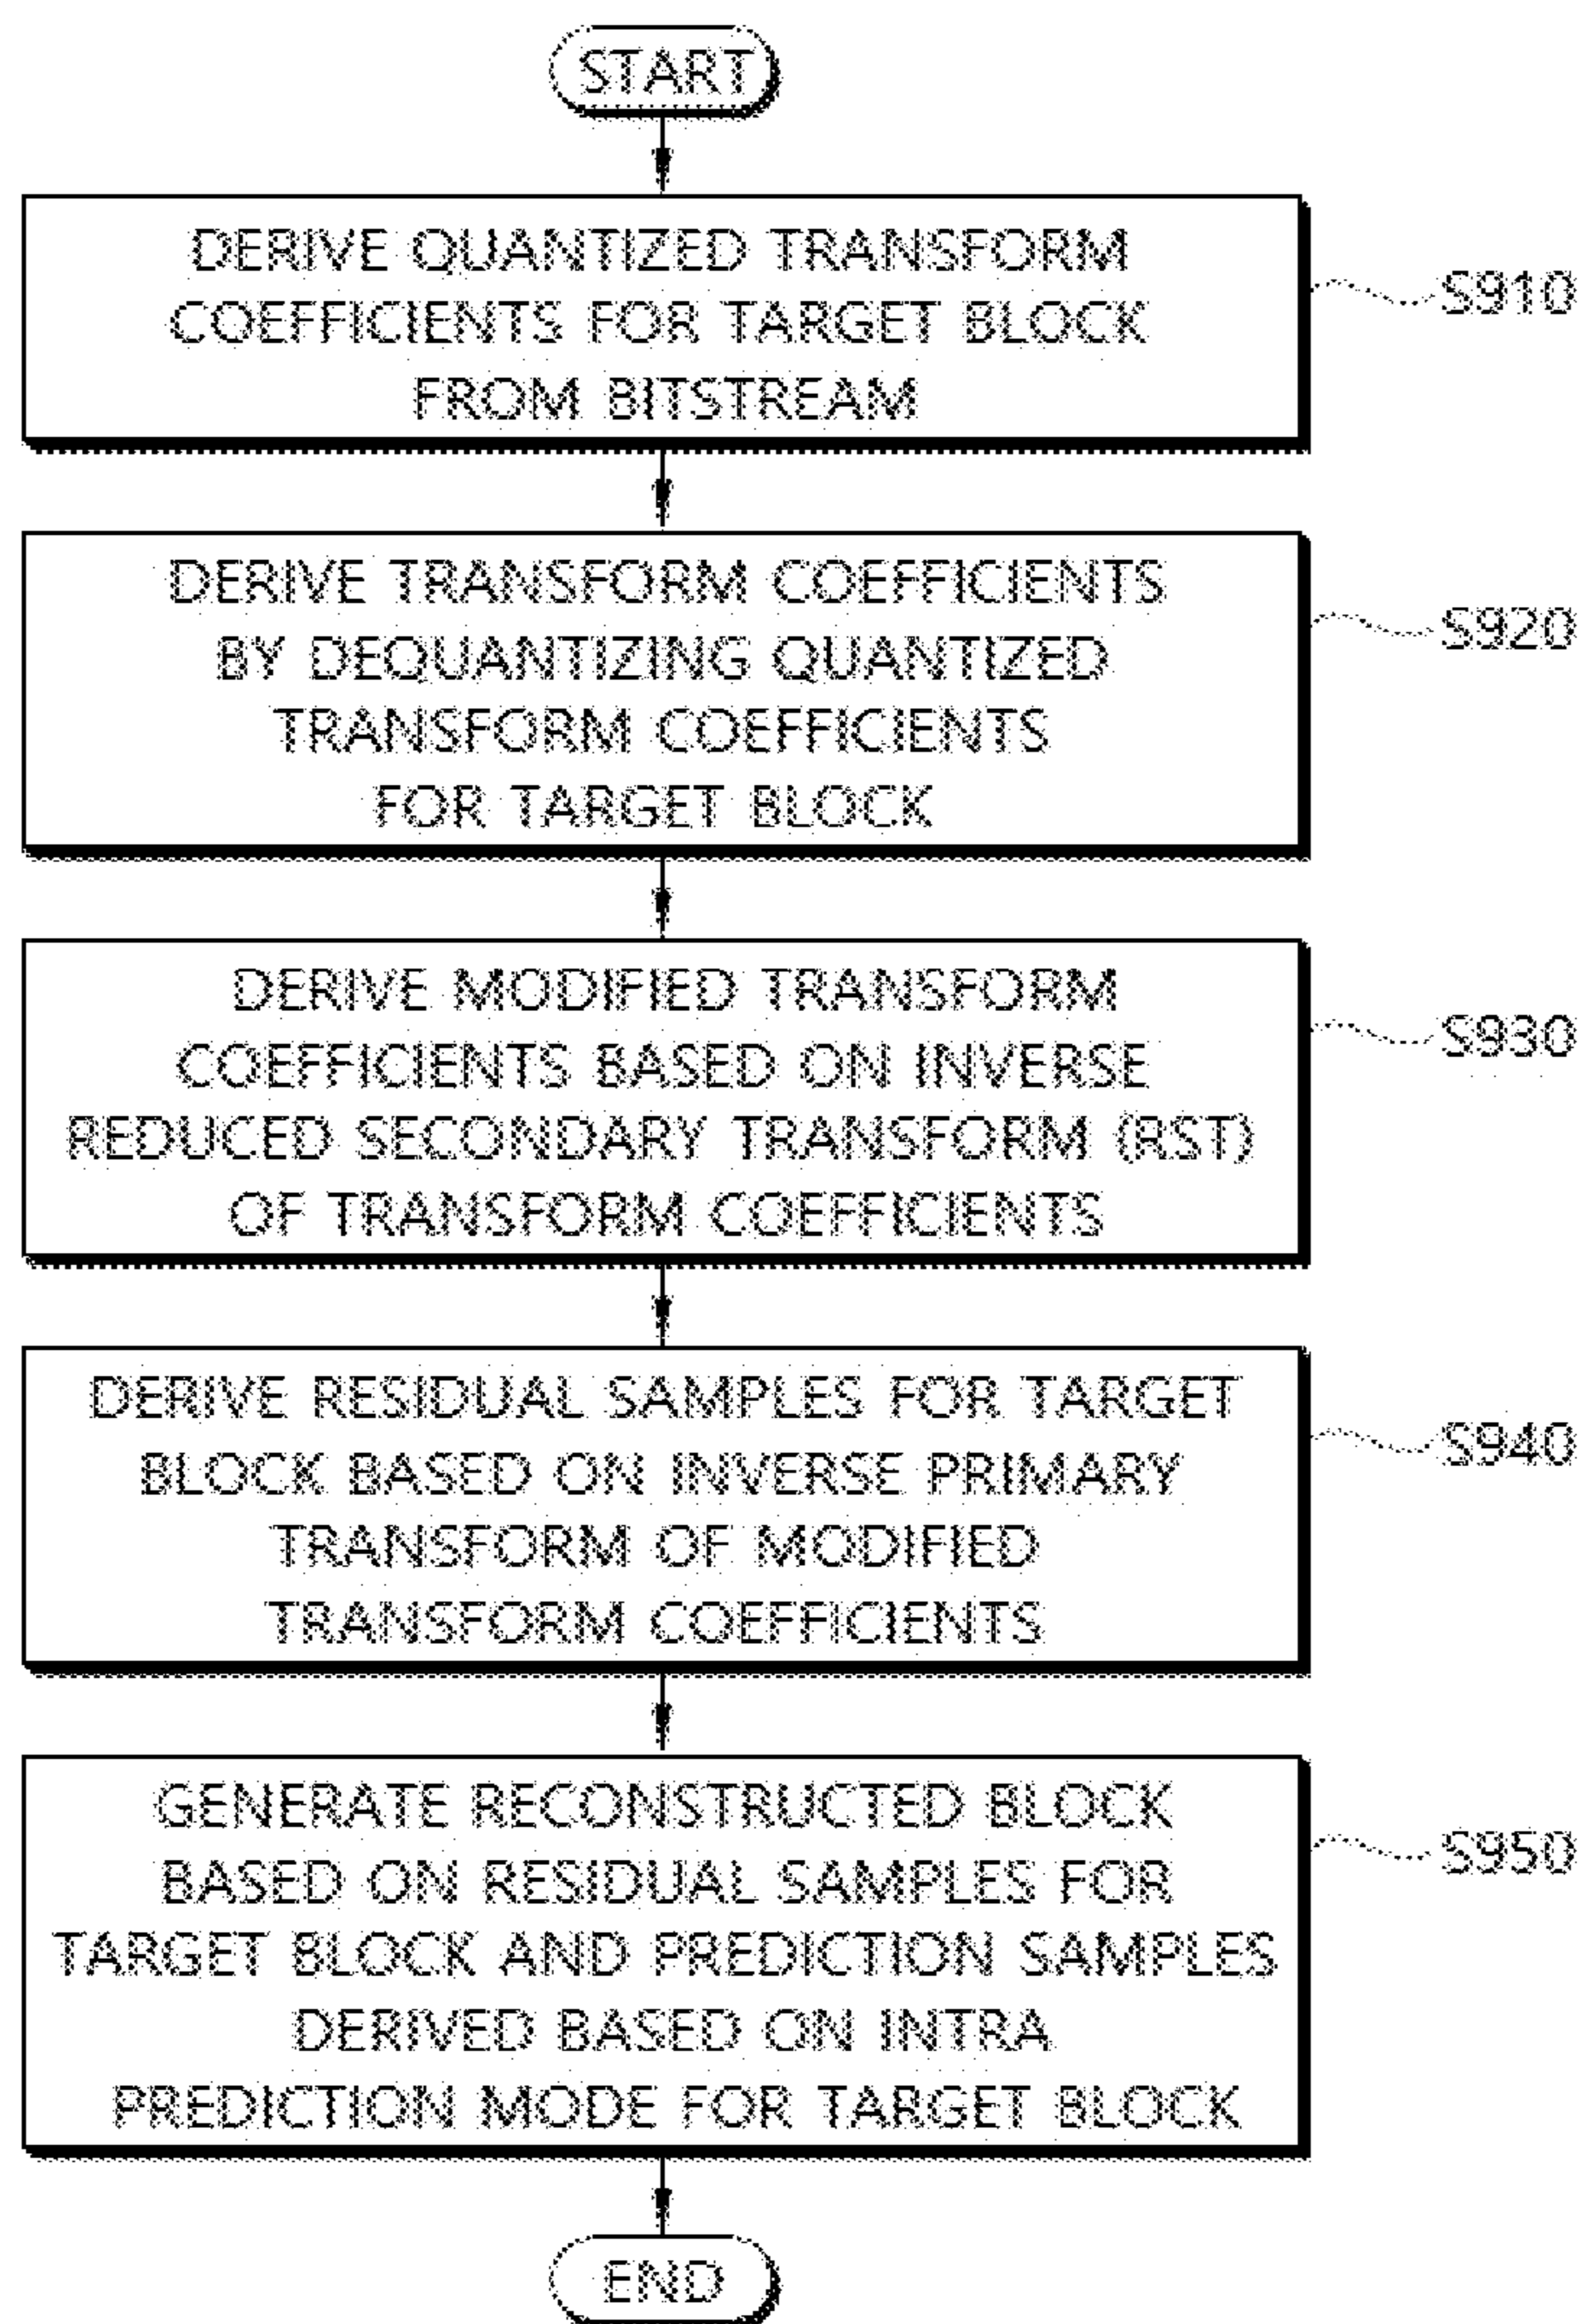 START
DERIVE QUANTIZED TRANSFORM
COEFFICIENTS FOR TARGET BLOCK
FROM BITSTREAM
S910
DERIVE TRANSFORM COEFFICIENTS
BY DEQUANTIZING QUANTIZED
TRANSFORM COEFFICIENTS
FOR TARGET BLOCK
S920
DERIVE MODIFIED TRANSFORM
COEFFICIENTS BASED ON INVERSE
REDUCED SECONDARY TRANSFORM (RST)
OF TRANSFORM COEFFICIENTS
S930
DERIVE RESIDUAL SAMPLES FOR TARGET
BLOCK BASED ON INVERSE PRIMARY
TRANSFORM OF MODIFIED
TRANSFORM COEFFICIENTS
S940
GENERATE RECONSTRUCTED BLOCK
BASED ON RESIDUAL SAMPLES FOR
TARGET BLOCK AND PREDICTION SAMPLES
DERIVED BASED ON INTRA
PREDICTION MODE FOR TARGET BLOCK
S950
END